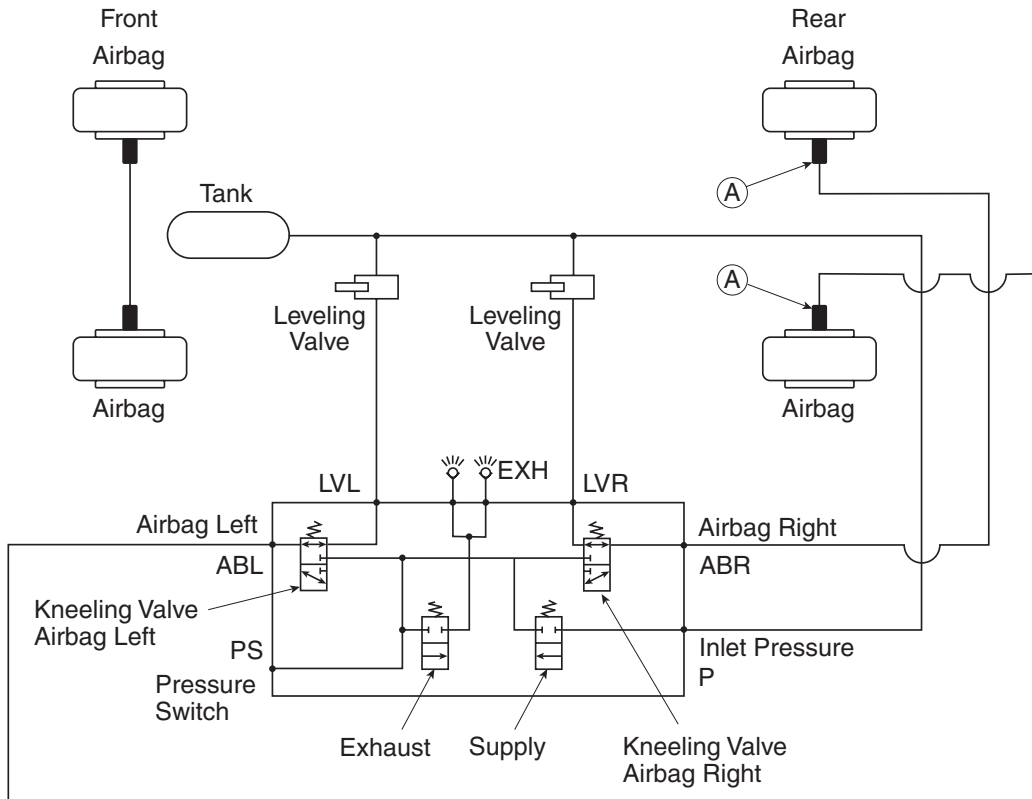 Front
Airbag
Rear
Airbag
Tank
A
A
Leveling
Valve
Leveling
Valve
Airbag
Airbag
LVL
EXH
LVR
Airbag Left
Airbag Right
ABL
ABR
Kneeling Valve
Airbag Left
PS
Pressure
Switch
Inlet Pressure
P
Exhaust
Supply
Kneeling Valve
Airbag Right